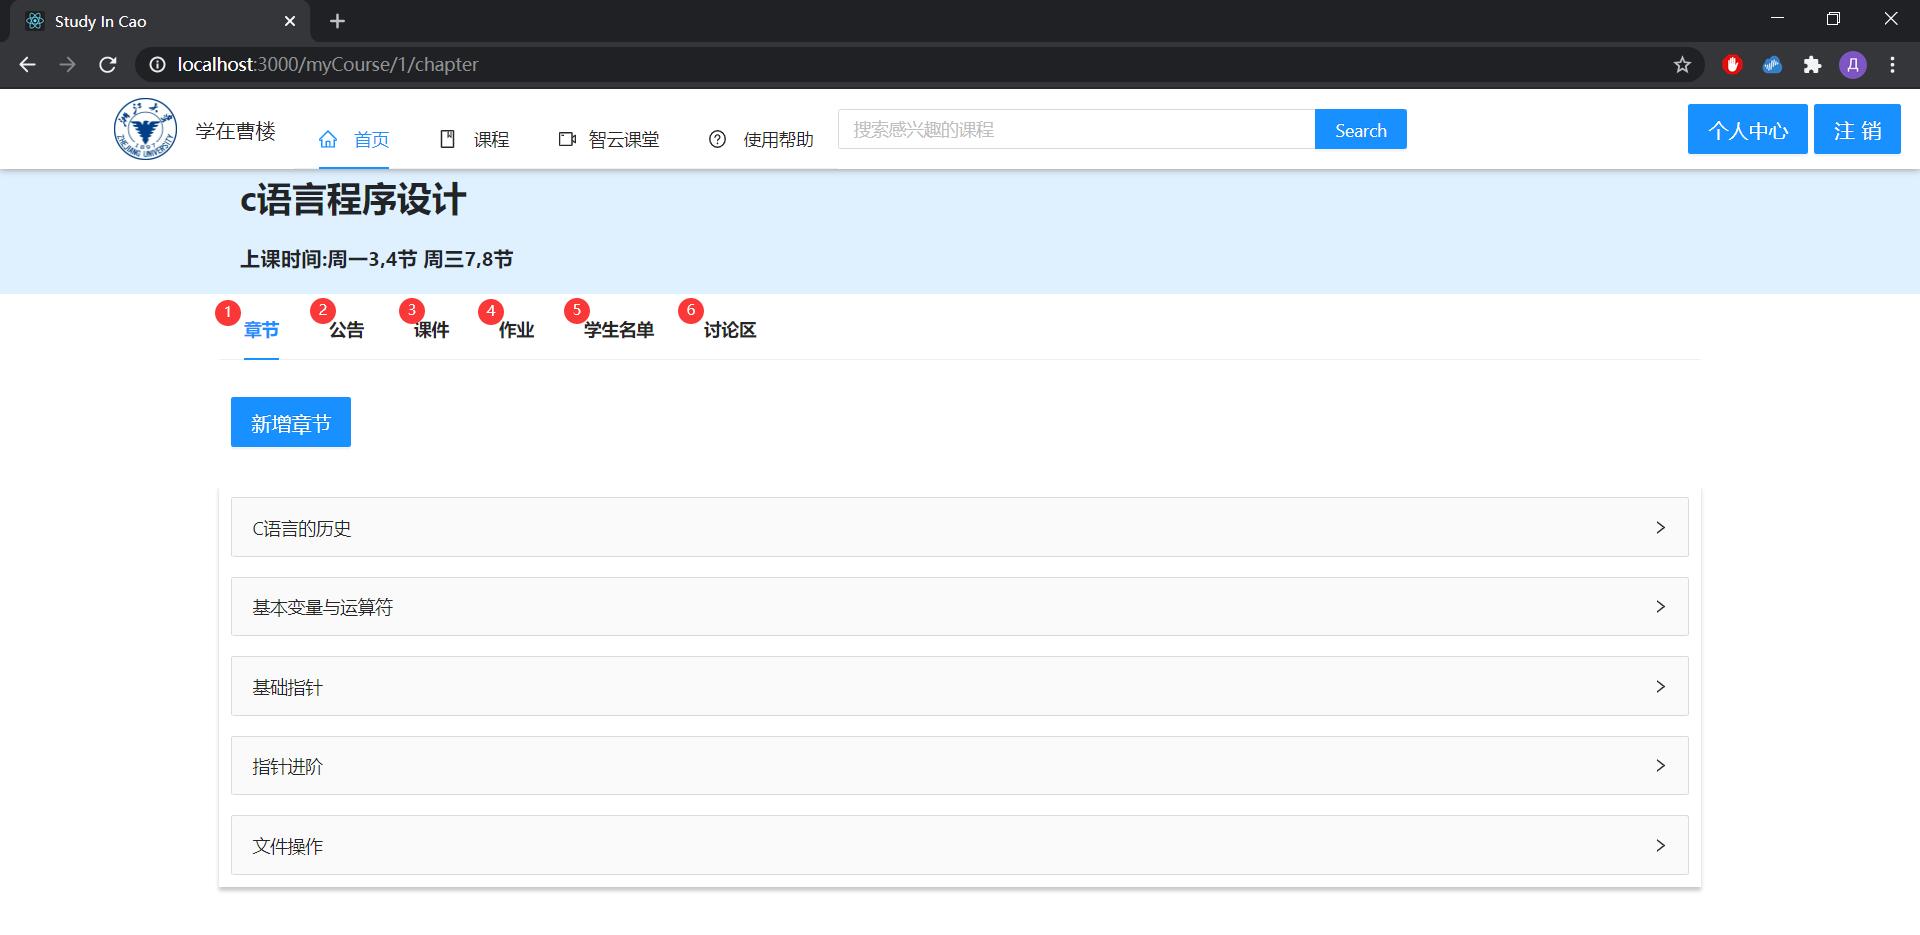 Study In Cao
localhost:3000/myCourse/1/chapter
Д
学在曹楼 首页 课程 智云课堂 使用帮助 搜索感兴趣的课程 Search 个人中心 注 销
c语言程序设计
上课时间:周一3,4节 周三7,8节
1 章节 2 公告 3 课件 4 作业 5 学生名单 6 讨论区
新增章节
C语言的历史
基本变量与运算符
基础指针
指针进阶
文件操作